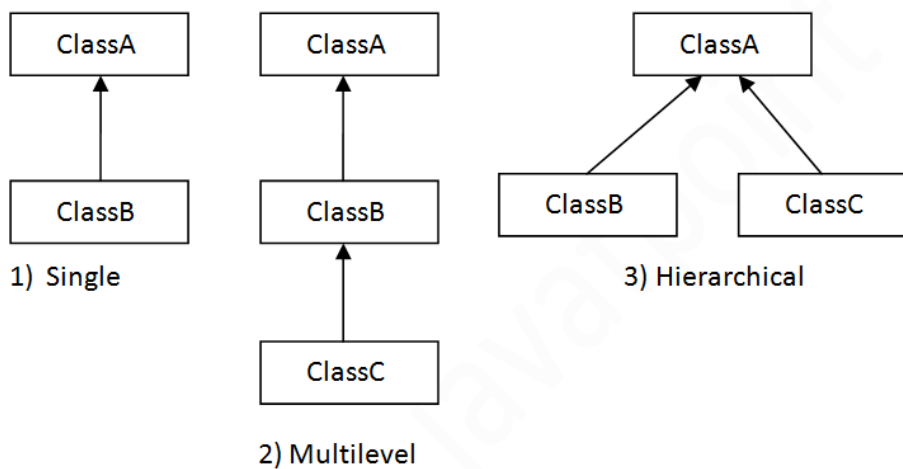 ClassA
ClassB
1) Single
ClassA
ClassB
ClassC
2) Multilevel
ClassA
ClassB
ClassC
3) Hierarchical